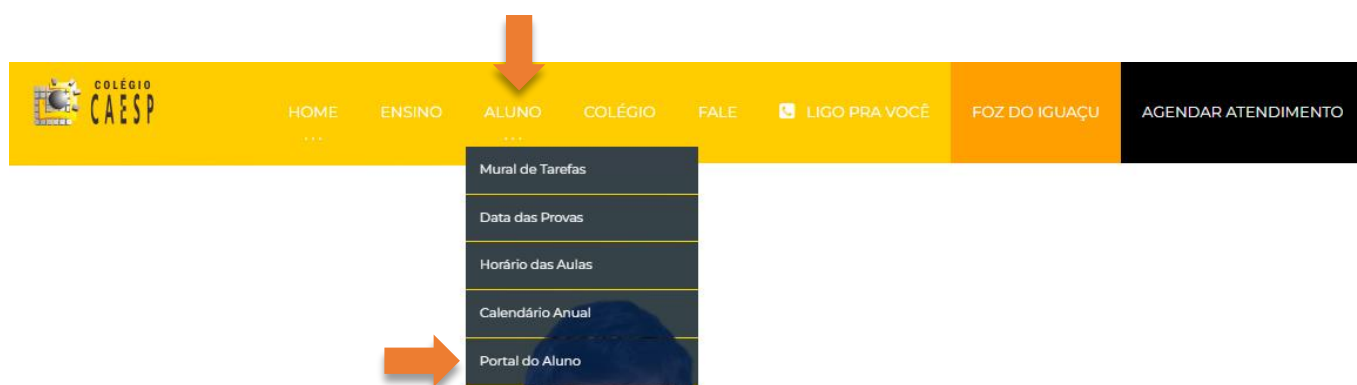 COLÉGIO
CAESP
HOME ENSINO ALUNO COLÉGIO FALE LIGO PRA VOCÊ FOZ DO IGUAÇU AGENDAR ATENDIMENTO
... ...
Mural de Tarefas
Data das Provas
Horário das Aulas
Calendário Anual
Portal do Aluno